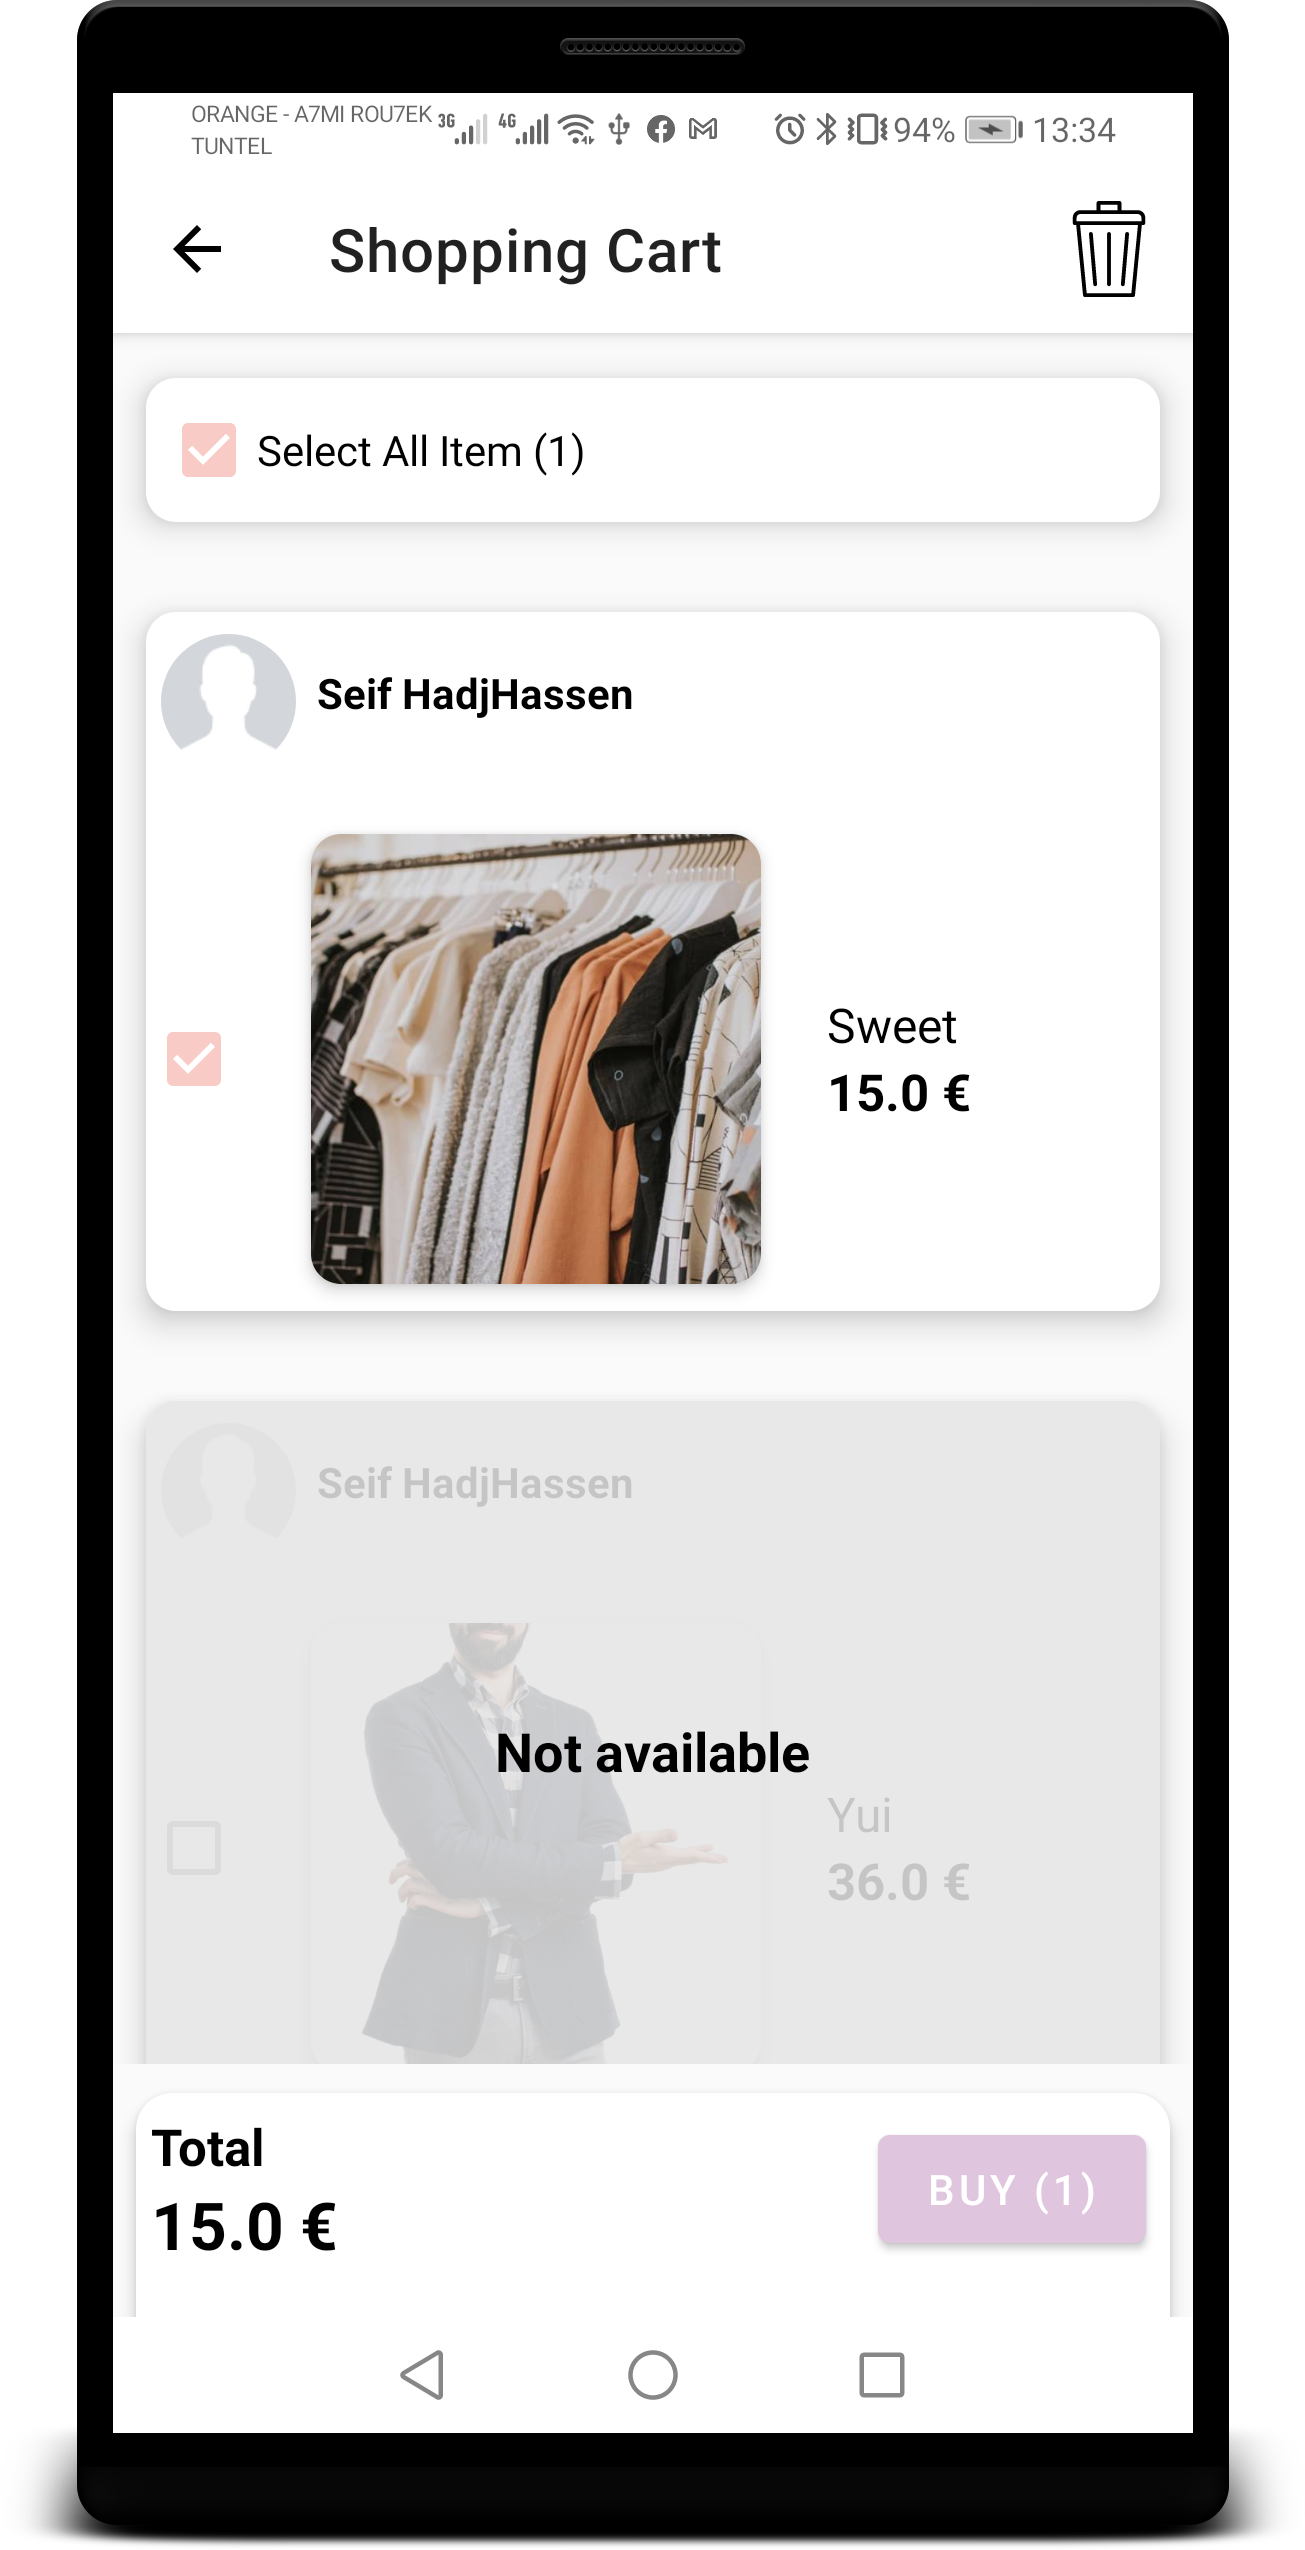 ORANGE - A7MI ROU7EK
TUNTEL
3G 4G 94% 13:34
Shopping Cart
Select All Item (1)
Seif HadjHassen
Sweet
15.0 €
Seif HadjHassen
Not available
Yui
36.0 €
Total
15.0 €
BUY (1)